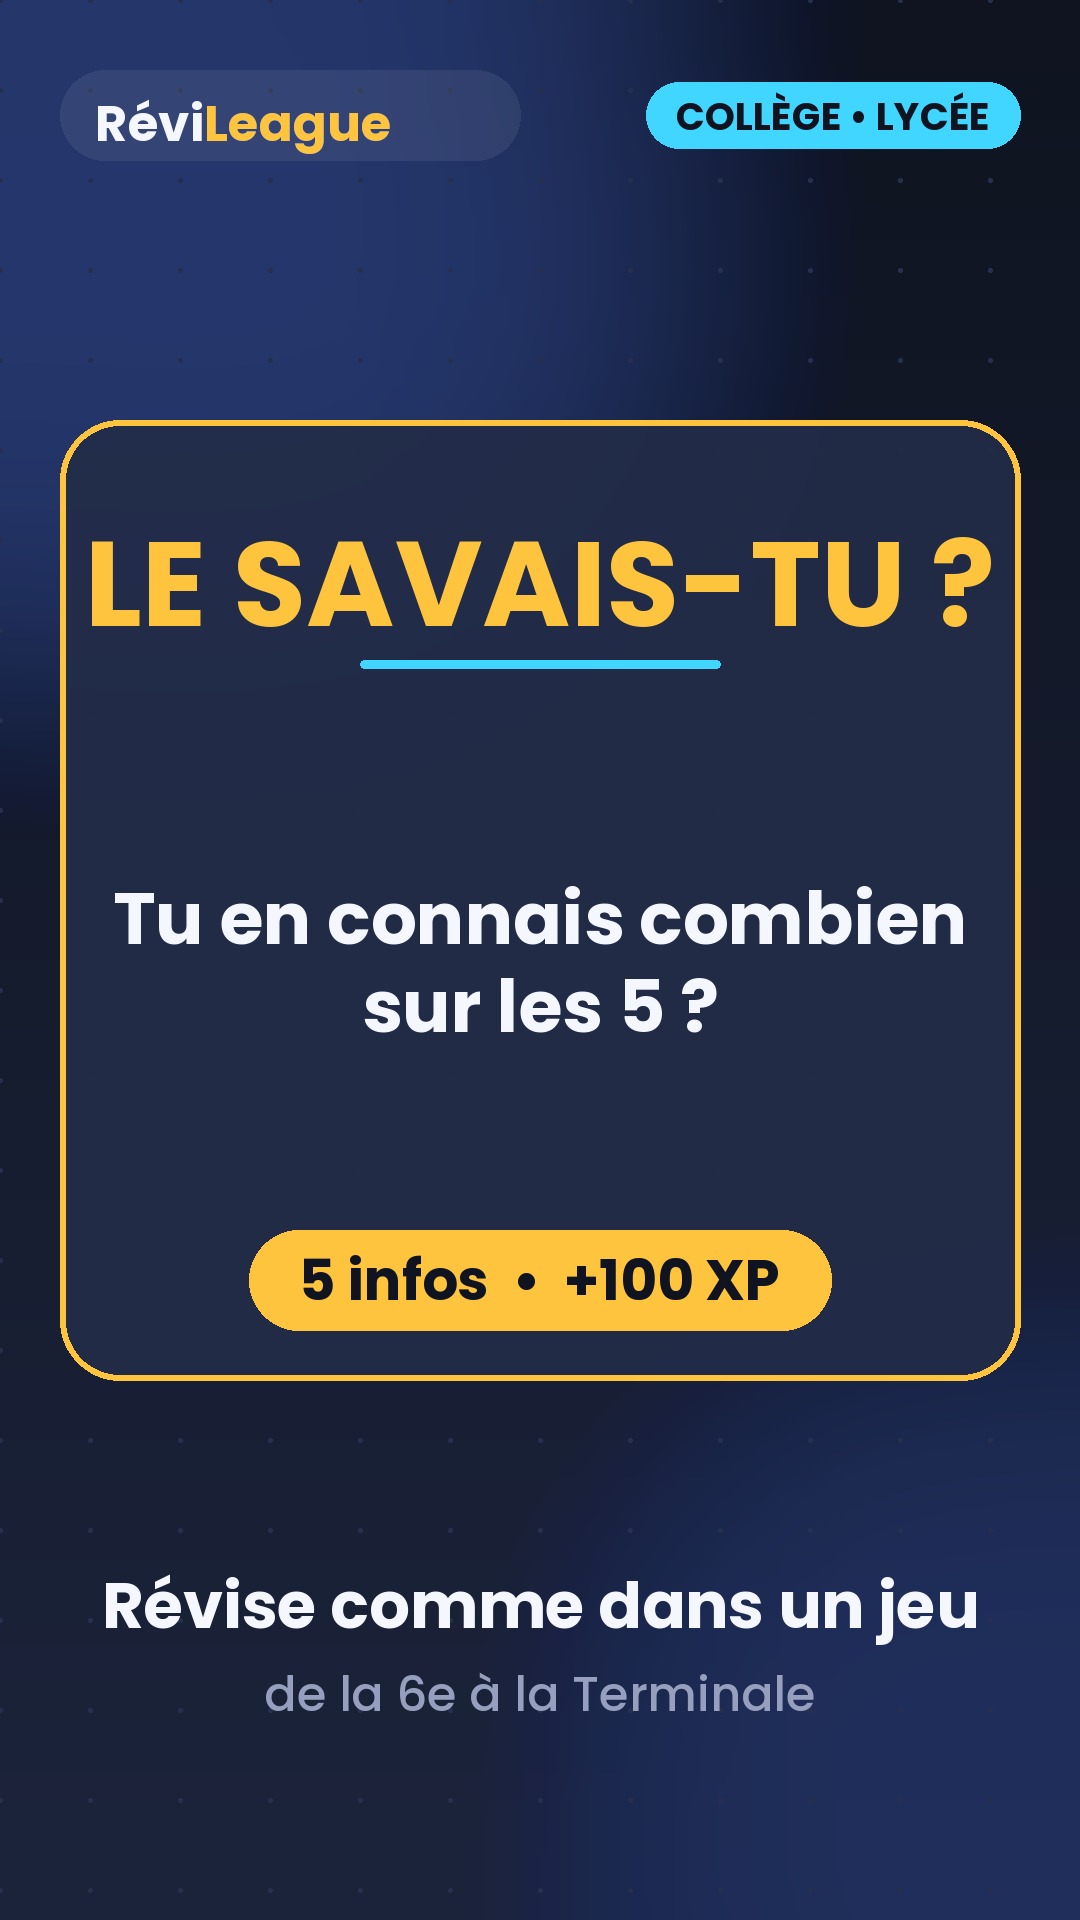 RéviLeague
COLLÈGE • LYCÉE
LE SAVAIS-TU ?
Tu en connais combien
sur les 5 ?
5 infos • +100 XP
Révise comme dans un jeu
de la 6e à la Terminale